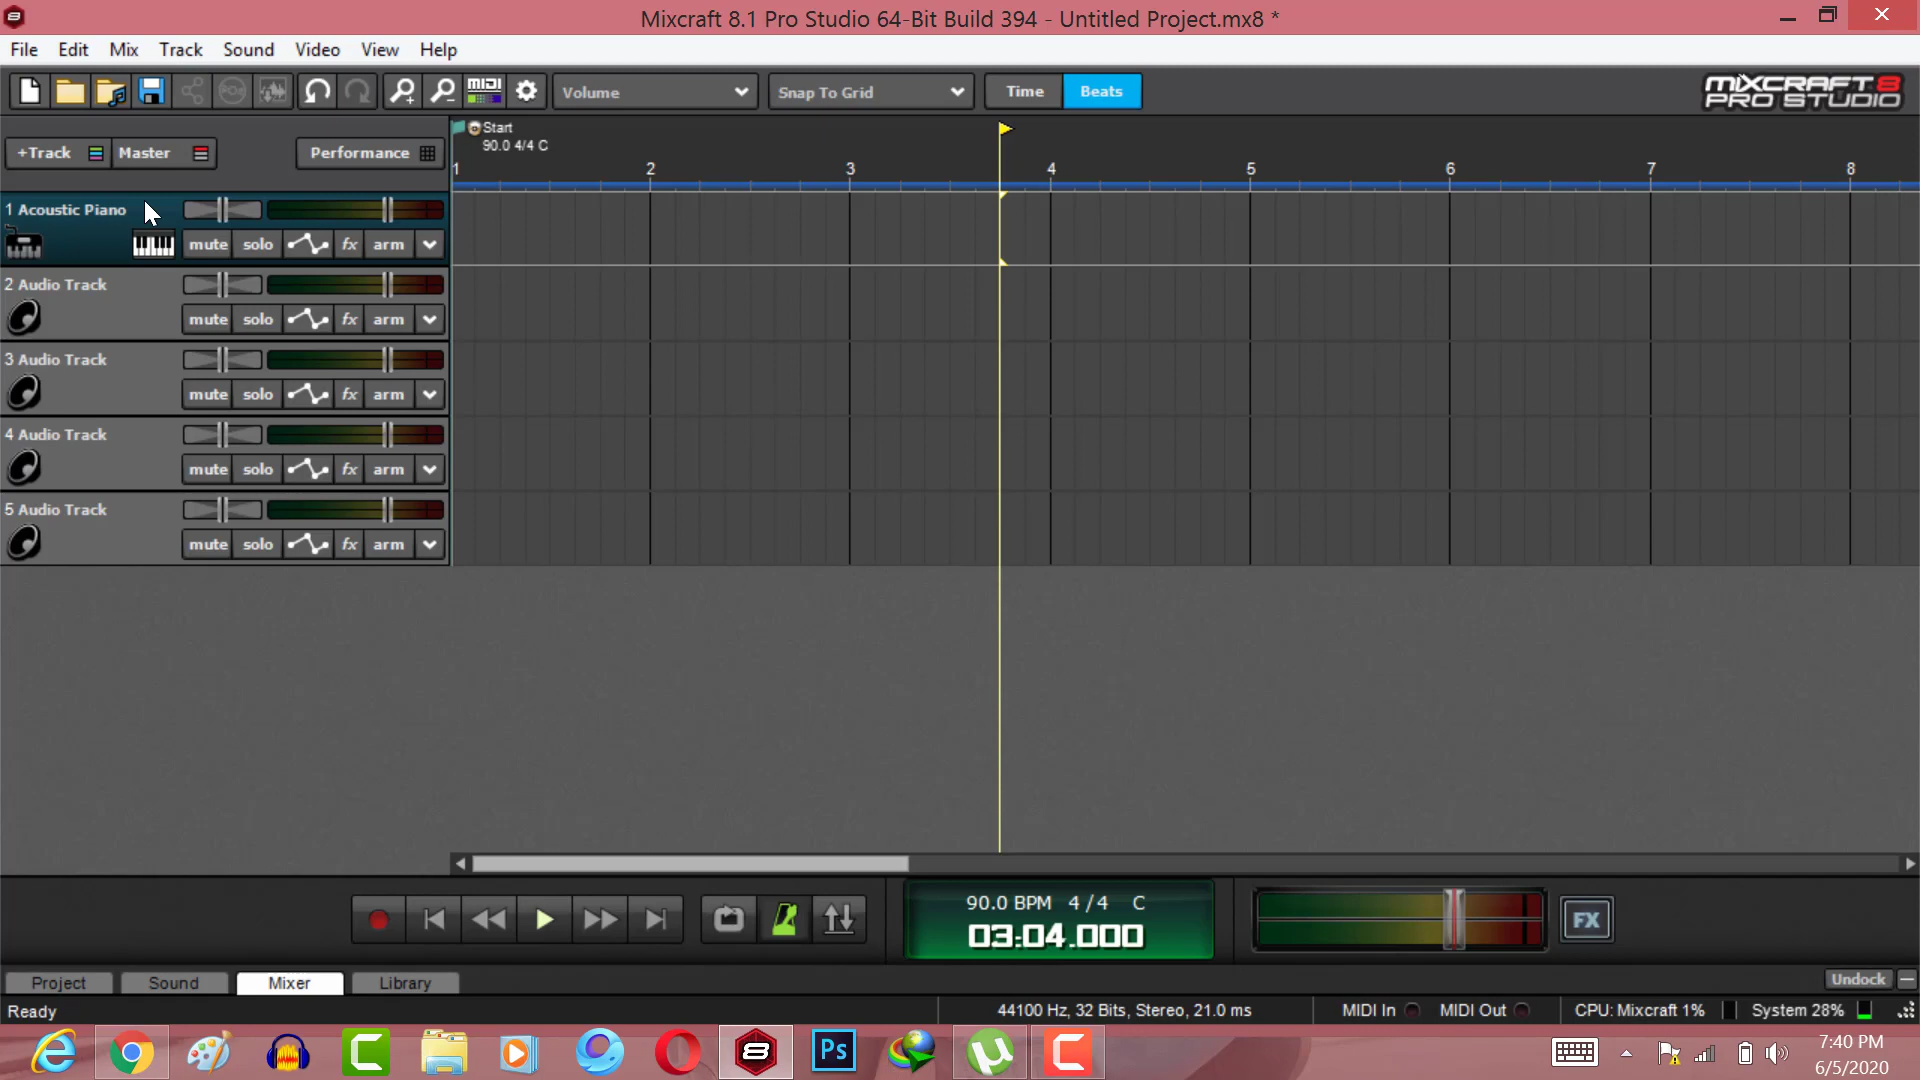 Mixcraft 8.1 Pro Studio 64-Bit Build 394 - Untitled Project.mx8 *
File Edit Mix Track Sound Video View Help
MIDI Volume Snap To Grid Time Beats
MIXCRAFT 8
PRO STUDIO
+Track Master Performance
Start
90.0 4/4 C
1 2 3 4 5 6 7 8
1 Acoustic Piano
mute solo fx arm
2 Audio Track
mute solo fx arm
3 Audio Track
mute solo fx arm
4 Audio Track
mute solo fx arm
5 Audio Track
mute solo fx arm
90.0 BPM 4/4 C
03:04.000
FX
Project Sound Mixer Library Undock
Ready 44100 Hz, 32 Bits, Stereo, 21.0 ms MIDI In MIDI Out CPU: Mixcraft 1% System 28%
8 Ps
7:40 PM
6/5/2020